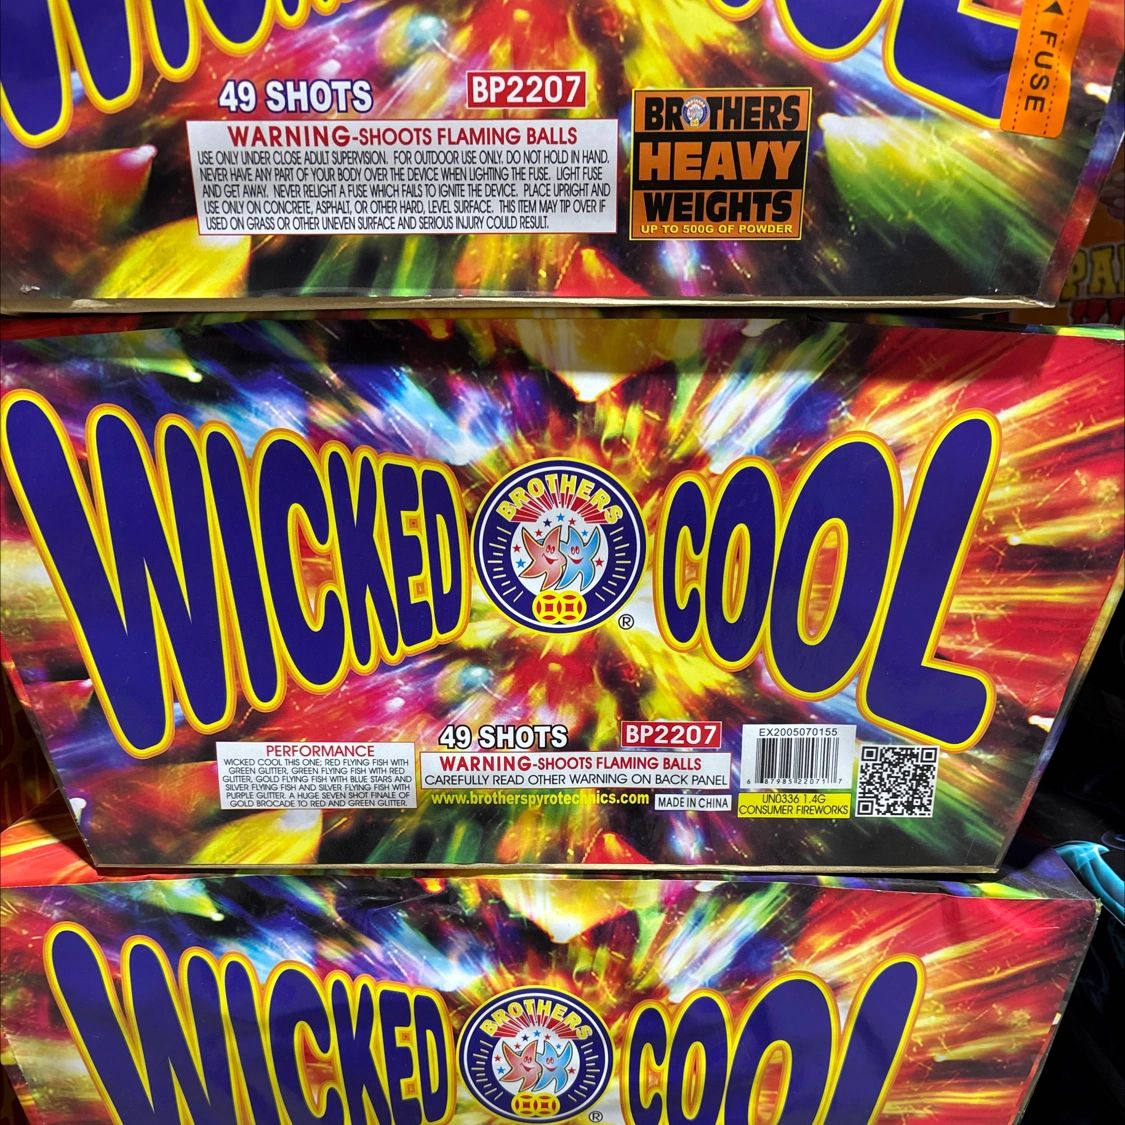 WICKED COOL
FUSE
49 SHOTS
BP2207
WARNING-SHOOTS FLAMING BALLS
USE ONLY UNDER CLOSE ADULT SUPERVISION. FOR OUTDOOR USE ONLY. DO NOT HOLD IN HAND.
NEVER HAVE ANY PART OF YOUR BODY OVER THE DEVICE WHEN LIGHTING THE FUSE. LIGHT FUSE
AND GET AWAY. NEVER RELIGHT A FUSE WHICH FAILS TO IGNITE THE DEVICE. PLACE UPRIGHT AND
USE ONLY ON CONCRETE, ASPHALT, OR OTHER HARD, LEVEL SURFACE. THIS ITEM MAY TIP OVER IF
USED ON GRASS OR OTHER UNEVEN SURFACE AND SERIOUS INJURY COULD RESULT.
BROTHERS
HEAVY
WEIGHTS
UP TO 500G OF POWDER
WICKED COOL
BROTHERS
®
49 SHOTS
BP2207
PERFORMANCE
WICKED COOL THIS ONE; RED FLYING FISH WITH
GREEN GLITTER, GREEN FLYING FISH WITH RED
GLITTER, GOLD FLYING FISH WITH BLUE STARS AND
SILVER FLYING FISH AND SILVER FLYING FISH WITH
PURPLE GLITTER. A HUGE SEVEN SHOT FINALE OF
GOLD BROCADE TO RED AND GREEN GLITTER.
WARNING-SHOOTS FLAMING BALLS
CAREFULLY READ OTHER WARNING ON BACK PANEL
www.brotherspyrotechnics.com
MADE IN CHINA
EX2005070155
6 87985 22071 7
UN0336 1.4G
CONSUMER FIREWORKS
WICKED COOL
BROTHERS
®